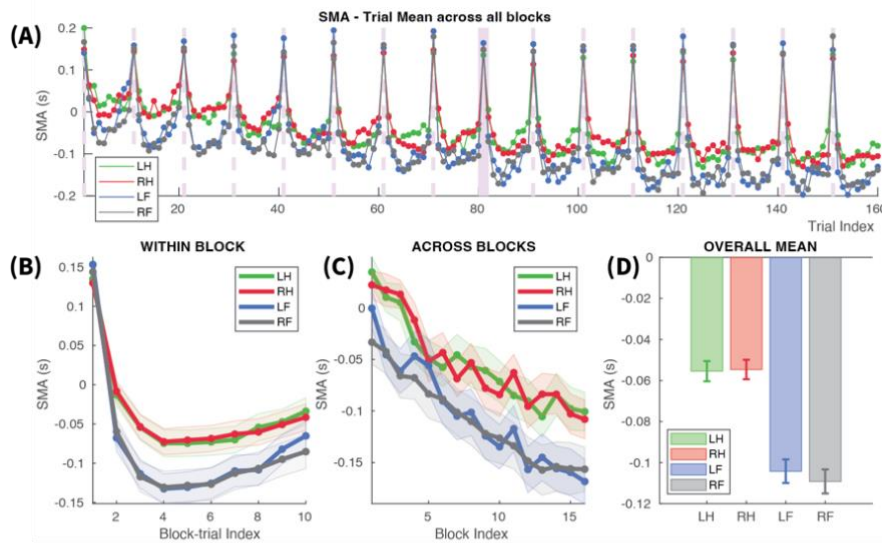 (A)
SMA - Trial Mean across all blocks
SMA (s)
0.2
0.1
0
-0.1
-0.2
LH
RH
LF
RF
20
40
60
80
100
120
140
160
Trial Index
(B)
WITHIN BLOCK
SMA (s)
0.15
0.1
0.05
0
-0.05
-0.1
-0.15
LH
RH
LF
RF
2
4
6
8
10
Block-trial Index
(C)
ACROSS BLOCKS
SMA (s)
0
-0.05
-0.1
-0.15
LH
RH
LF
RF
5
10
15
Block Index
(D)
OVERALL MEAN
SMA (s)
0
-0.02
-0.04
-0.06
-0.08
-0.1
-0.12
LH
RH
LF
RF
LH RH LF RF